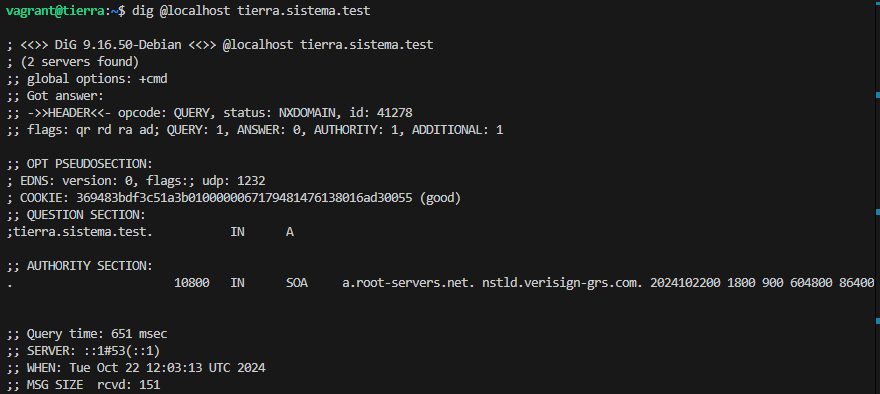 vagrant@tierra:~$ dig @localhost tierra.sistema.test
; <<>> DiG 9.16.50-Debian <<>> @localhost tierra.sistema.test
; (2 servers found)
;; global options: +cmd
;; Got answer:
;; ->>HEADER<<- opcode: QUERY, status: NXDOMAIN, id: 41278
;; flags: qr rd ra ad; QUERY: 1, ANSWER: 0, AUTHORITY: 1, ADDITIONAL: 1
;; OPT PSEUDOSECTION:
; EDNS: version: 0, flags:; udp: 1232
; COOKIE: 369483bdf3c51a3b0100000067179481476138016ad30055 (good)
;; QUESTION SECTION:
;tierra.sistema.test. IN A
;; AUTHORITY SECTION:
. 10800 IN SOA a.root-servers.net. nstld.verisign-grs.com. 2024102200 1800 900 604800 86400
;; Query time: 651 msec
;; SERVER: ::1#53(::1)
;; WHEN: Tue Oct 22 12:03:13 UTC 2024
;; MSG SIZE rcvd: 151